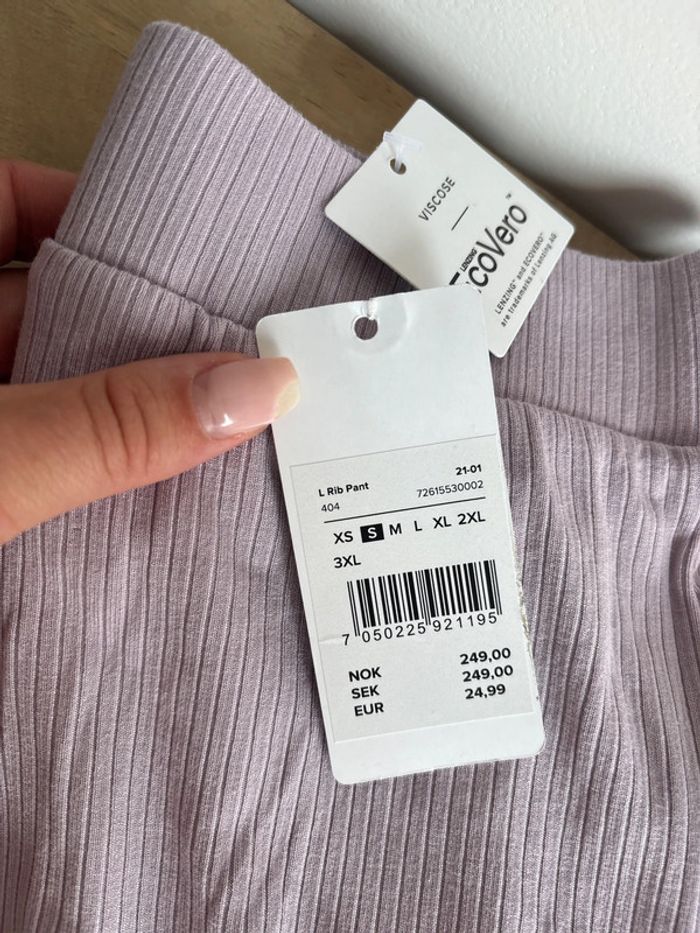 VISCOSE
LENZING
ecoVero™
LENZING™ and ECOVERO™
are trademarks of Lenzing AG
L Rib Pant 21-01
404 72615530002
XS S M L XL 2XL
3XL
7 050225 921195
NOK 249,00
SEK 249,00
EUR 24,99